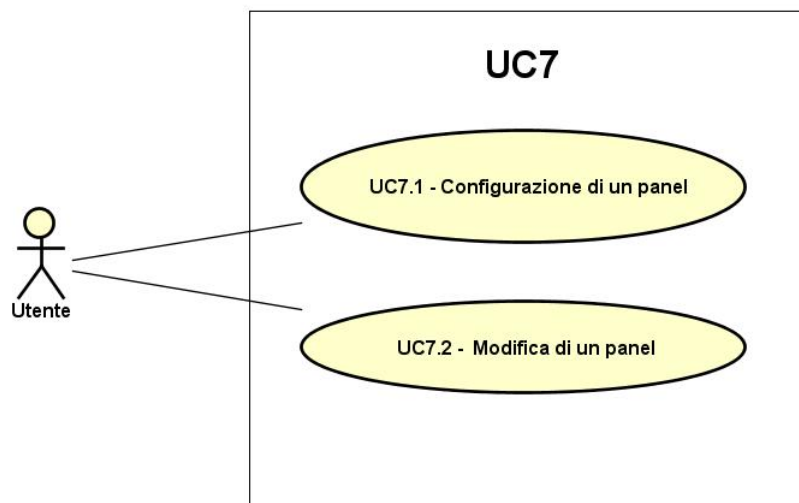 UC7
UC7.1 - Configurazione di un panel
Utente
UC7.2 - Modifica di un panel